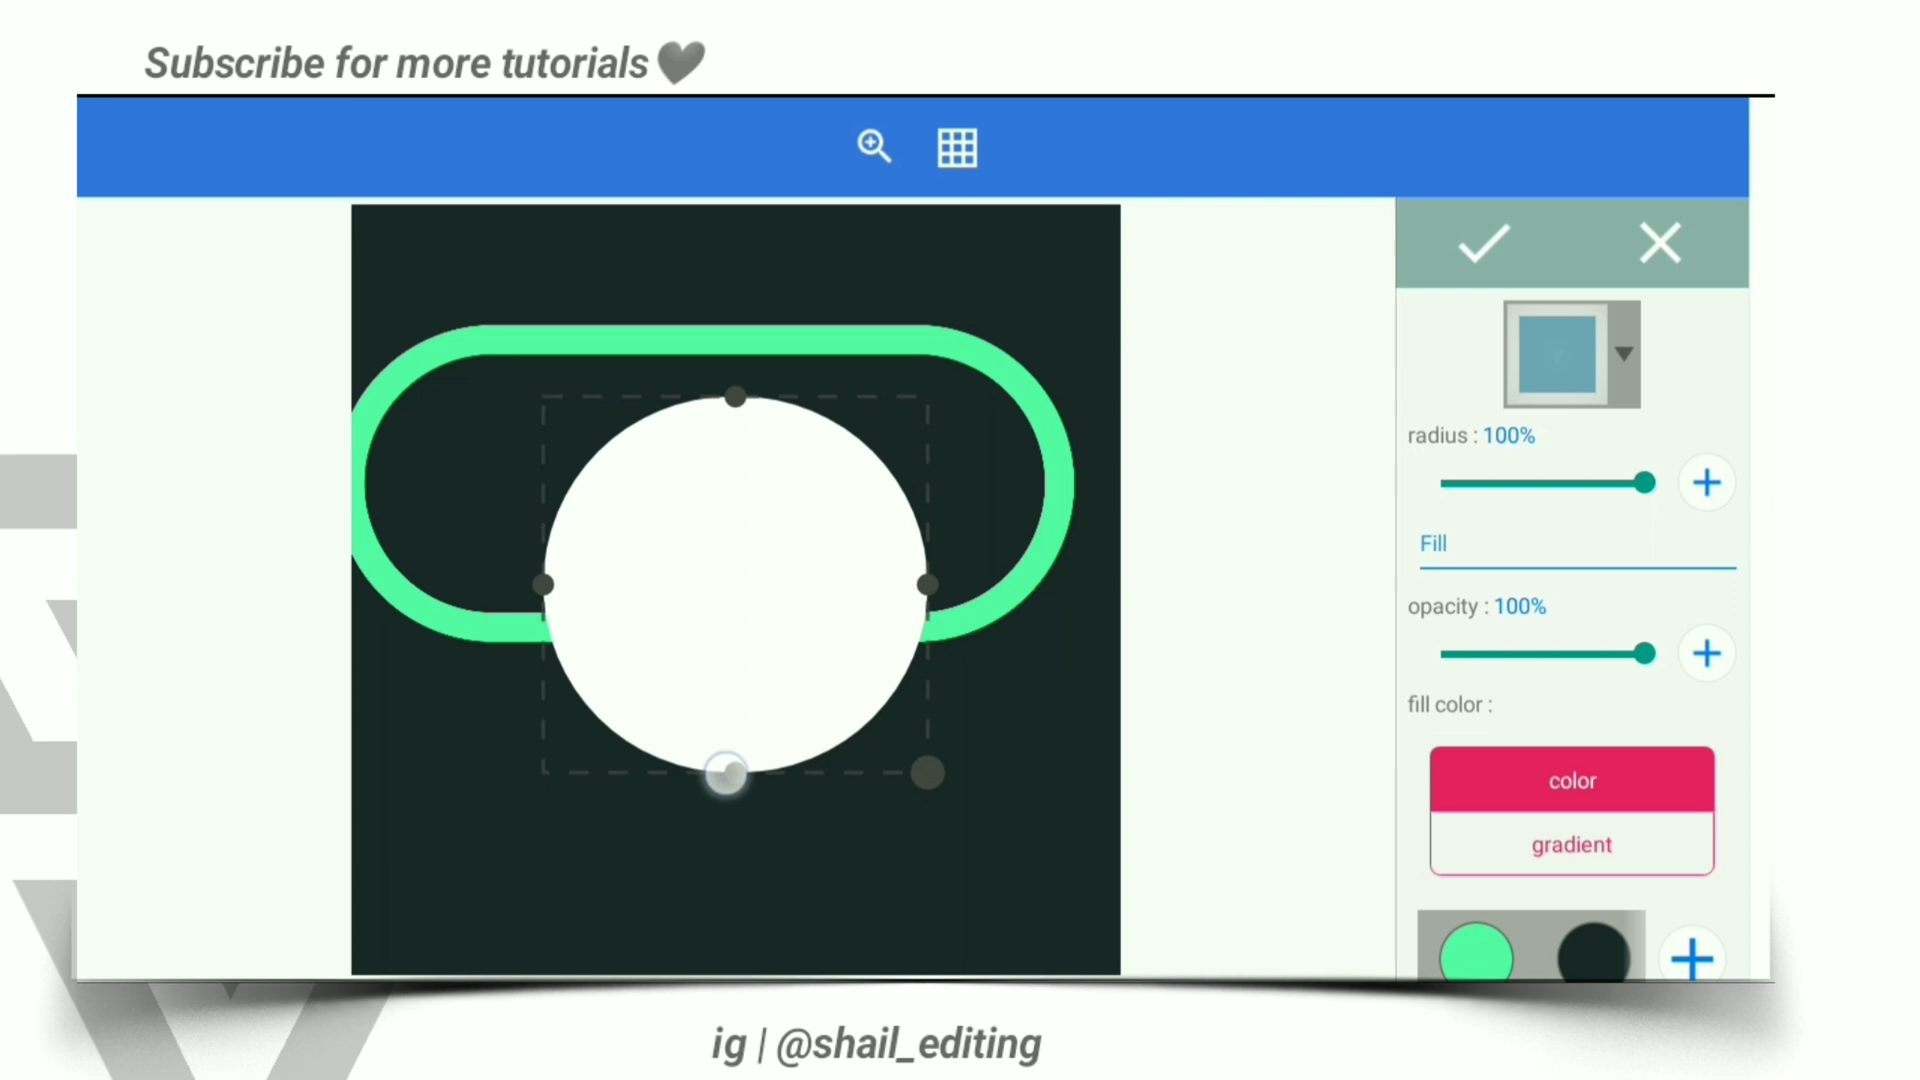 Subscribe for more tutorials🖤
radius : 100%
Fill
opacity : 100%
fill color :
color
gradient
ig | @shail_editing